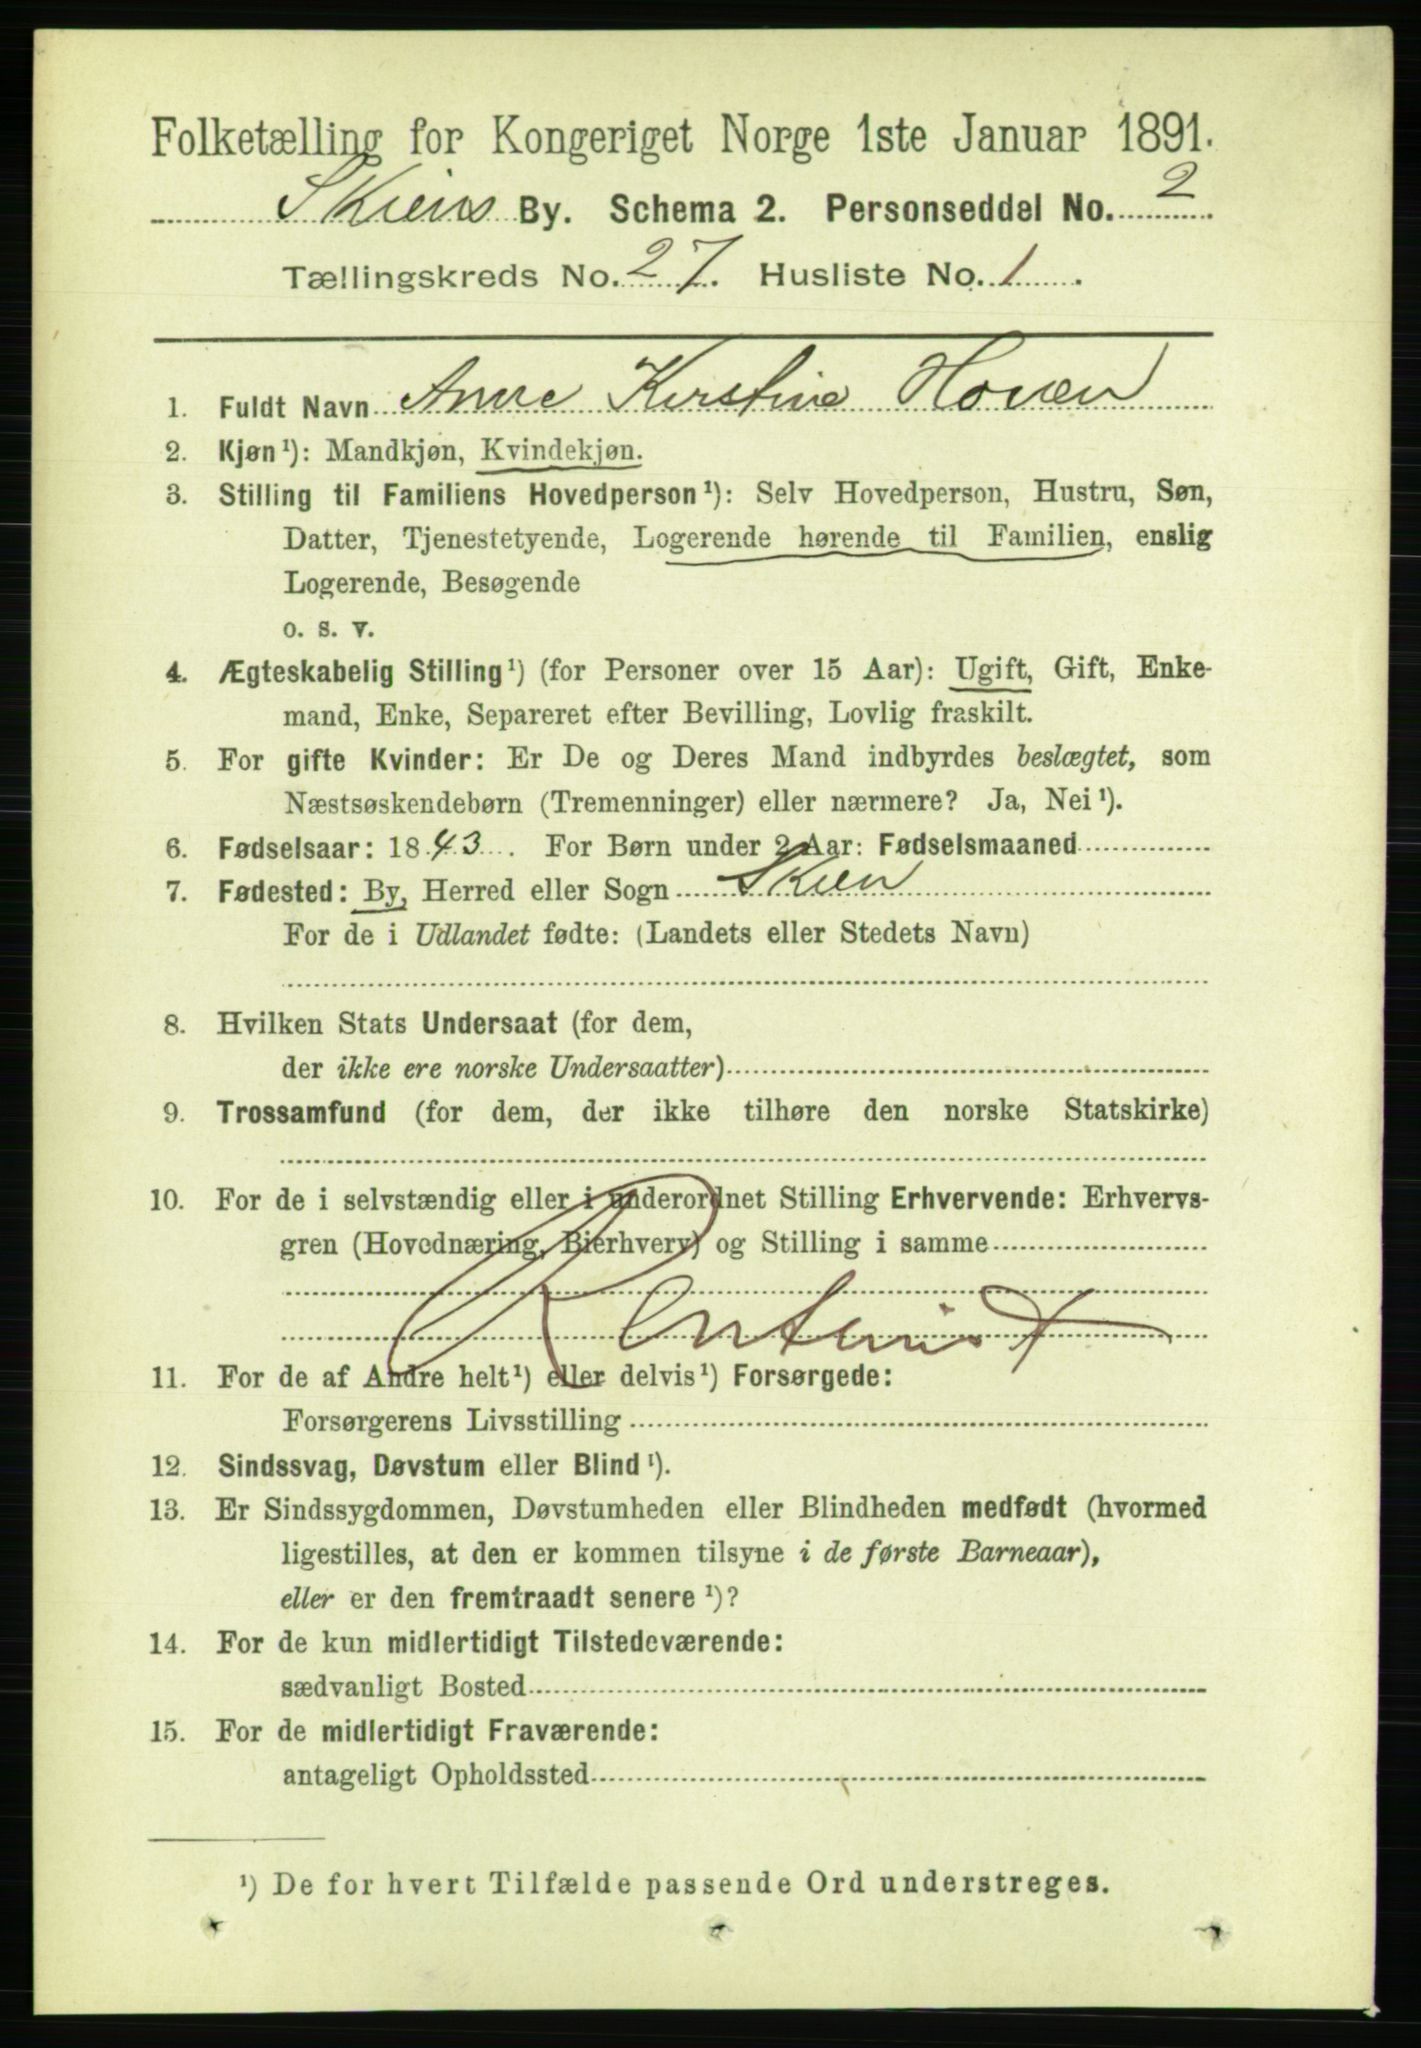 Folketælling for Kongeriget Norge 1ste Januar 1891.
Skiens By. Schema 2. Personseddel No. 2
Tællingskreds No. 27. Husliste No. 1.
1. Fuldt Navn Anne Kirstine Houen
2. Kjøn¹): Mandkjøn, Kvindekjøn.
3. Stilling til Familiens Hovedperson¹): Selv Hovedperson, Hustru, Søn,
Datter, Tjenestetyende, Logerende hørende til Familien, enslig
Logerende, Besøgende
o. s. v.
4. Ægteskabelig Stilling¹) (for Personer over 15 Aar): Ugift, Gift, Enke-
mand, Enke, Separeret efter Bevilling, Lovlig fraskilt.
5. For gifte Kvinder: Er De og Deres Mand indbyrdes beslægtet, som
Næstsøskendebørn (Tremenninger) eller nærmere? Ja, Nei¹).
6. Fødselsaar: 1843. For Børn under 2 Aar: Fødselsmaaned
7. Fødested: By, Herred eller Sogn Skien
For de i Udlandet fødte: (Landets eller Stedets Navn)
8. Hvilken Stats Undersaat (for dem,
der ikke ere norske Undersaatter)
9. Trossamfund (for dem, der ikke tilhøre den norske Statskirke)
10. For de i selvstændig eller i underordnet Stilling Erhvervende: Erhvervs-
gren (Hovednæring, Bierhverv) og Stilling i samme
Rentenist
11. For de af Andre helt¹) eller delvis¹) Forsørgede:
Forsørgerens Livsstilling
12. Sindssvag, Døvstum eller Blind¹).
13. Er Sindssygdommen, Døvstumheden eller Blindheden medfødt (hvormed
ligestilles, at den er kommen tilsyne i de første Barneaar),
eller er den fremtraadt senere¹)?
14. For de kun midlertidigt Tilstedeværende:
sædvanligt Bosted
15. For de midlertidigt Fraværende:
antageligt Opholdssted
¹) De for hvert Tilfælde passende Ord understreges.